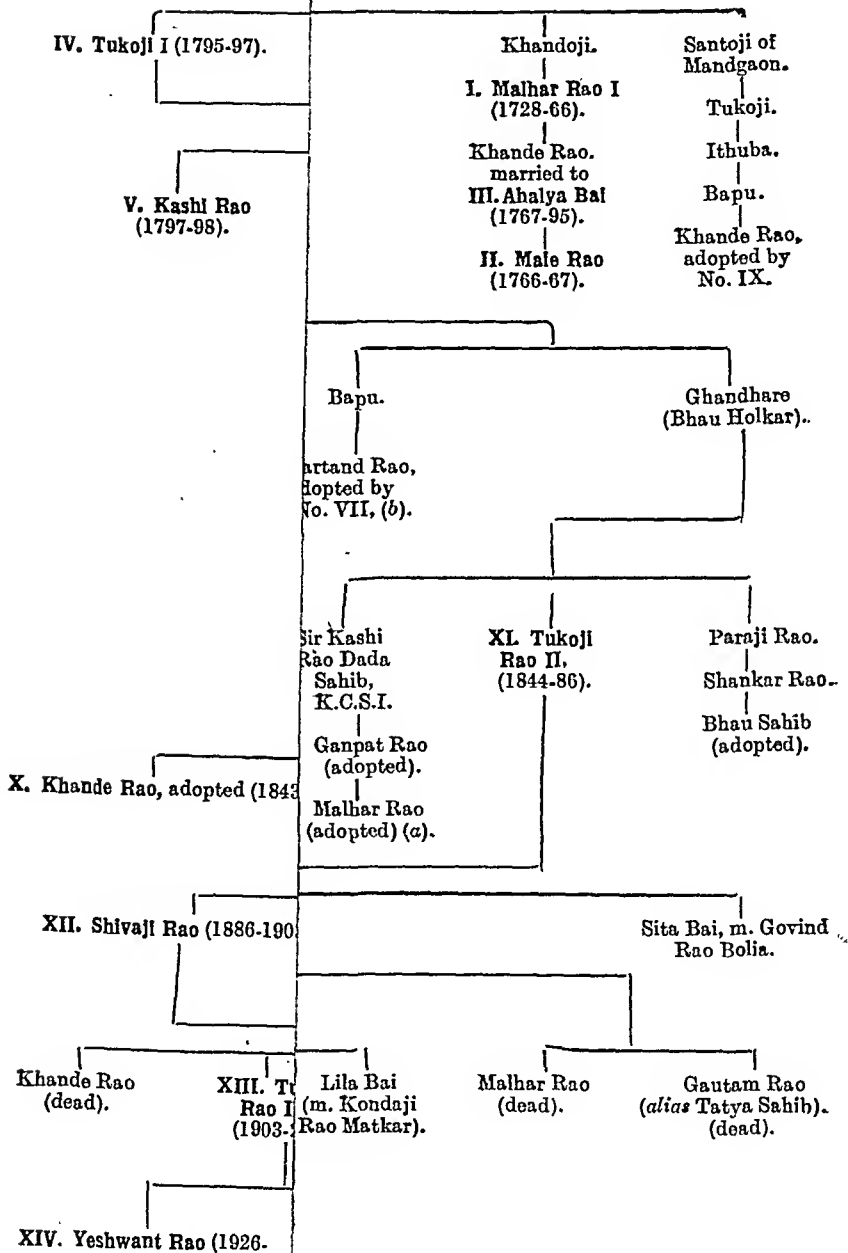 IV. Tukoji I (1795-97).
Khandoji.
I. Malhar Rao I
(1728-66).
Khande Rao.
married to
III. Ahalya Bai
(1767-95).
II. Male Rao
(1766-67).
Santoji of
Mandgaon.
Tukoji.
Ithuba.
Bapu.
Khande Rao,
adopted by
No. IX.
V. Kashi Rao
(1797-98).
Bapu.
artand Rao,
dopted by
No. VII, (b).
Ghandhare
(Bhau Holkar)..
Sir Kashi
Rao Dada
Sahib,
K.C.S.I.
Ganpat Rao
(adopted).
Malhar Rao
(adopted) (a).
XI. Tukoji
Rao II,
(1844-86).
Paraji Rao.
Shankar Rao..
Bhau Sahib
(adopted).
X. Khande Rao, adopted (1843
XII. Shivaji Rao (1886-190
Sita Bai, m. Govind
Rao Bolia.
Khande Rao
(dead).
XIII. Tu
Rao I
(1903-
Lila Bai
(m. Kondaji
Rao Matkar).
Malhar Rao
(dead).
Gautam Rao
(alias Tatya Sahib).
(dead).
XIV. Yeshwant Rao (1926-